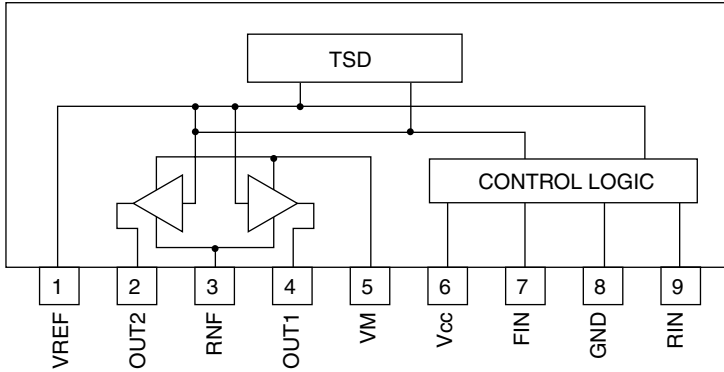 TSD
CONTROL LOGIC
1 2 3 4 5 6 7 8 9
VREF OUT2 RNF OUT1 VM Vcc FIN GND RIN